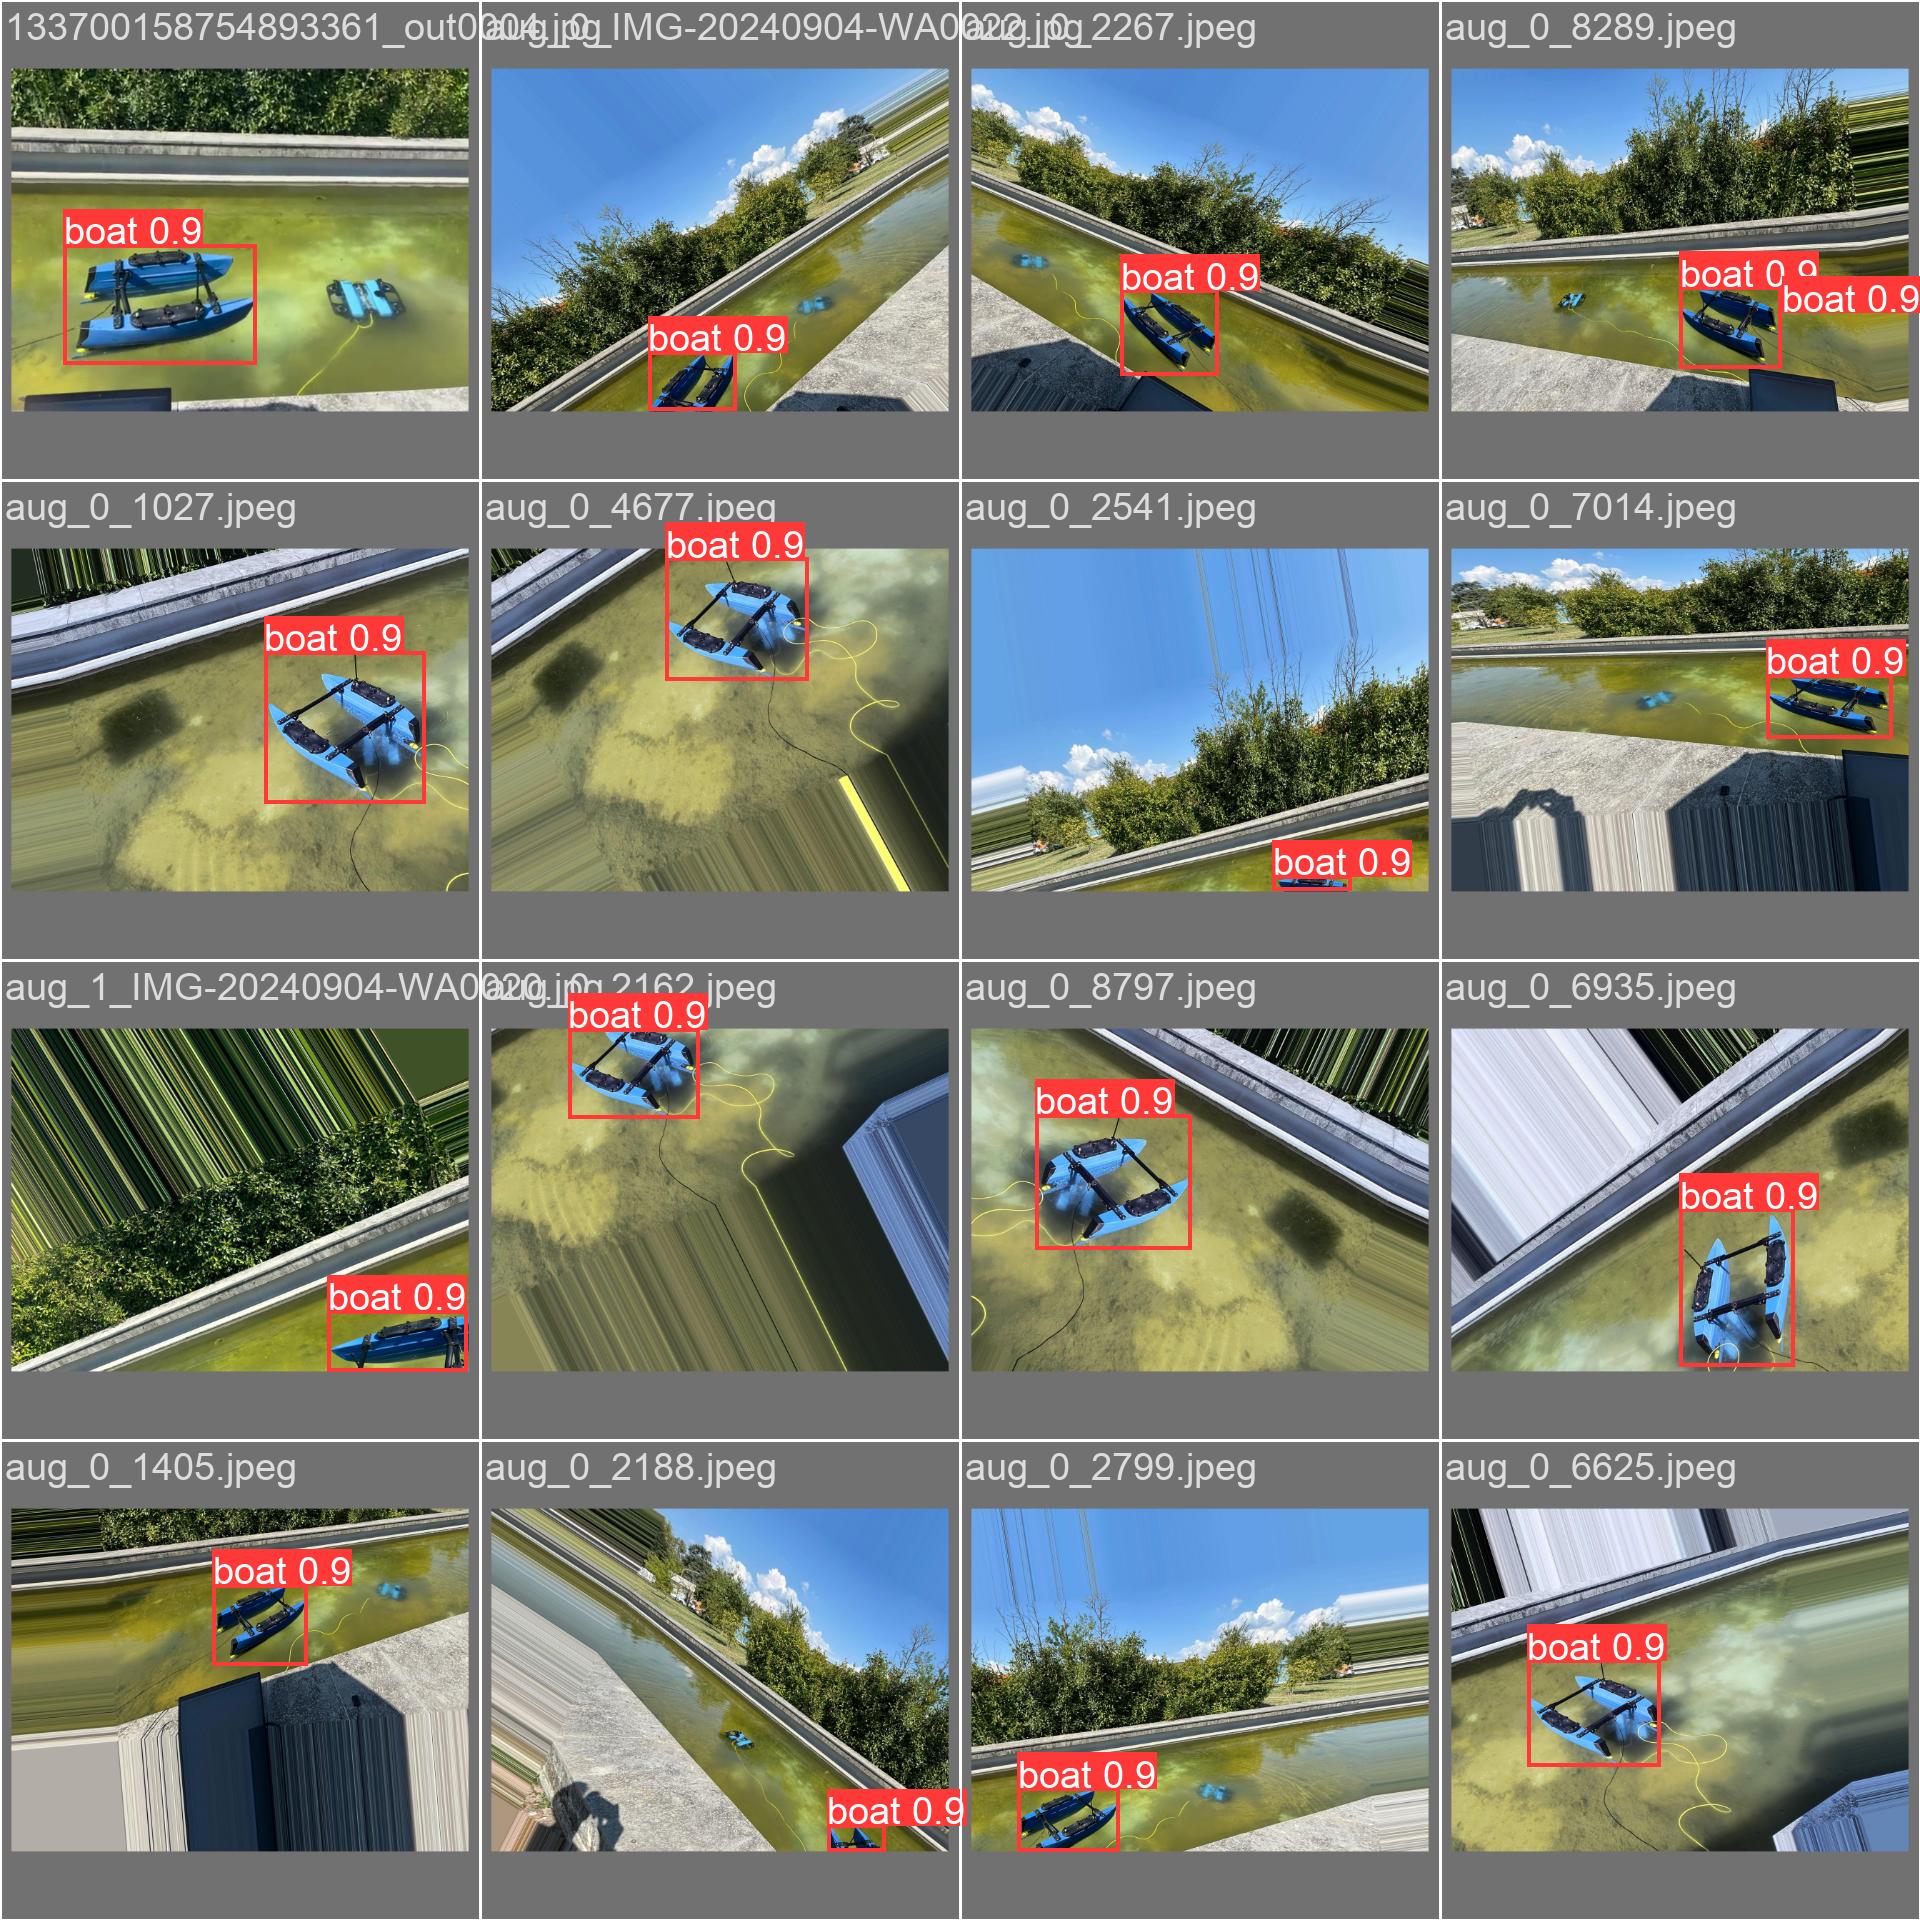 133700158754893361_out0004.jpg
aug_0_IMG-20240904-WA0022.jpg
aug_0_2267.jpeg
aug_0_8289.jpeg
boat 0.9
boat 0.9
boat 0.9
boat 0.9
boat 0.9
aug_0_1027.jpeg
aug_0_4677.jpeg
aug_0_2541.jpeg
aug_0_7014.jpeg
boat 0.9
boat 0.9
boat 0.9
boat 0.9
aug_1_IMG-20240904-WA0020.jpg
aug_0_2162.jpeg
aug_0_8797.jpeg
aug_0_6935.jpeg
boat 0.9
boat 0.9
boat 0.9
boat 0.9
aug_0_1405.jpeg
aug_0_2188.jpeg
aug_0_2799.jpeg
aug_0_6625.jpeg
boat 0.9
boat 0.9
boat 0.9
boat 0.9